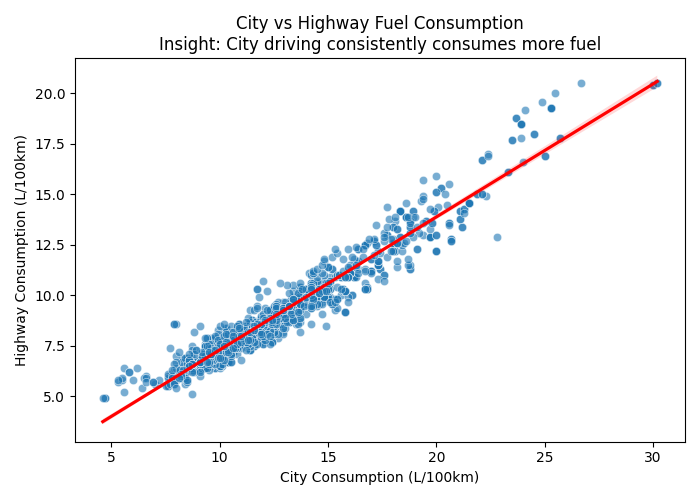 City vs Highway Fuel Consumption
Insight: City driving consistently consumes more fuel
Highway Consumption (L/100km)
20.0
17.5
15.0
12.5
10.0
7.5
5.0
5 10 15 20 25 30
City Consumption (L/100km)